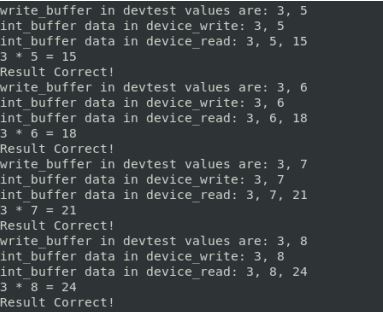 write_buffer in devtest values are: 3, 5
int_buffer data in device_write: 3, 5
int_buffer data in device_read: 3, 5, 15
3 * 5 = 15
Result Correct!
write_buffer in devtest values are: 3, 6
int_buffer data in device_write: 3, 6
int_buffer data in device_read: 3, 6, 18
3 * 6 = 18
Result Correct!
write_buffer in devtest values are: 3, 7
int_buffer data in device_write: 3, 7
int_buffer data in device_read: 3, 7, 21
3 * 7 = 21
Result Correct!
write_buffer in devtest values are: 3, 8
int_buffer data in device_write: 3, 8
int_buffer data in device_read: 3, 8, 24
3 * 8 = 24
Result Correct!